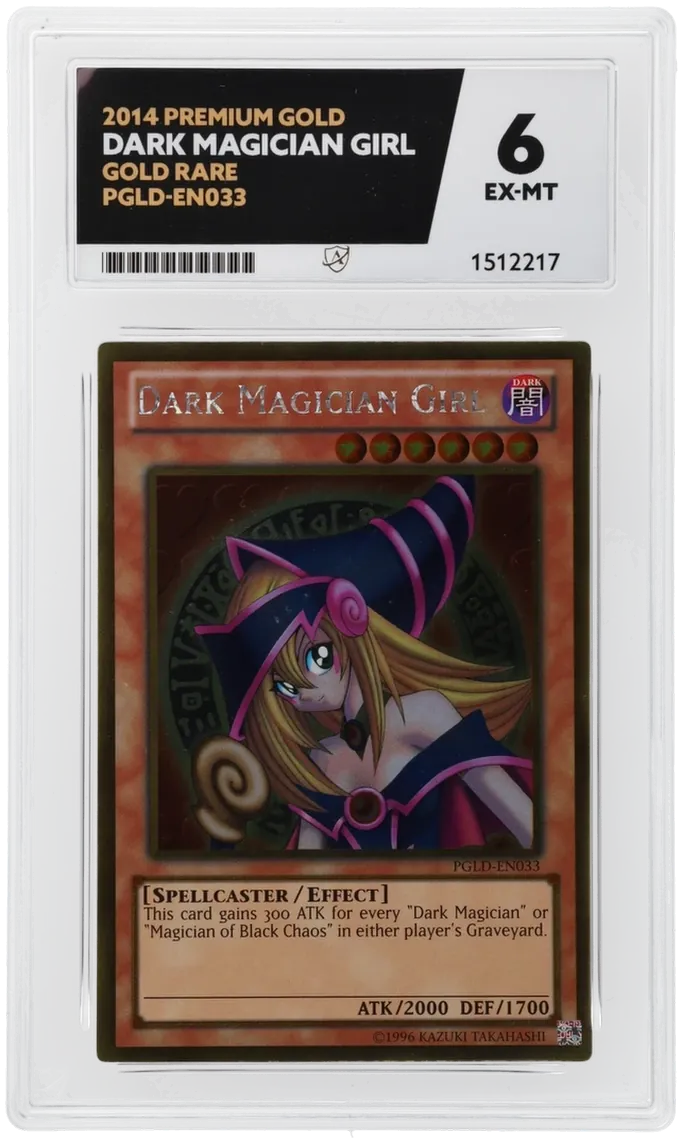 2014 PREMIUM GOLD
DARK MAGICIAN GIRL
GOLD RARE
PGLD-EN033
6
EX-MT
A
1512217
DARK MAGICIAN GIRL
DARK
闇
PGLD-EN033
[SPELLCASTER/EFFECT]
This card gains 300 ATK for every "Dark Magician" or
"Magician of Black Chaos" in either player's Graveyard.
ATK/2000 DEF/1700
©1996 KAZUKI TAKAHASHI